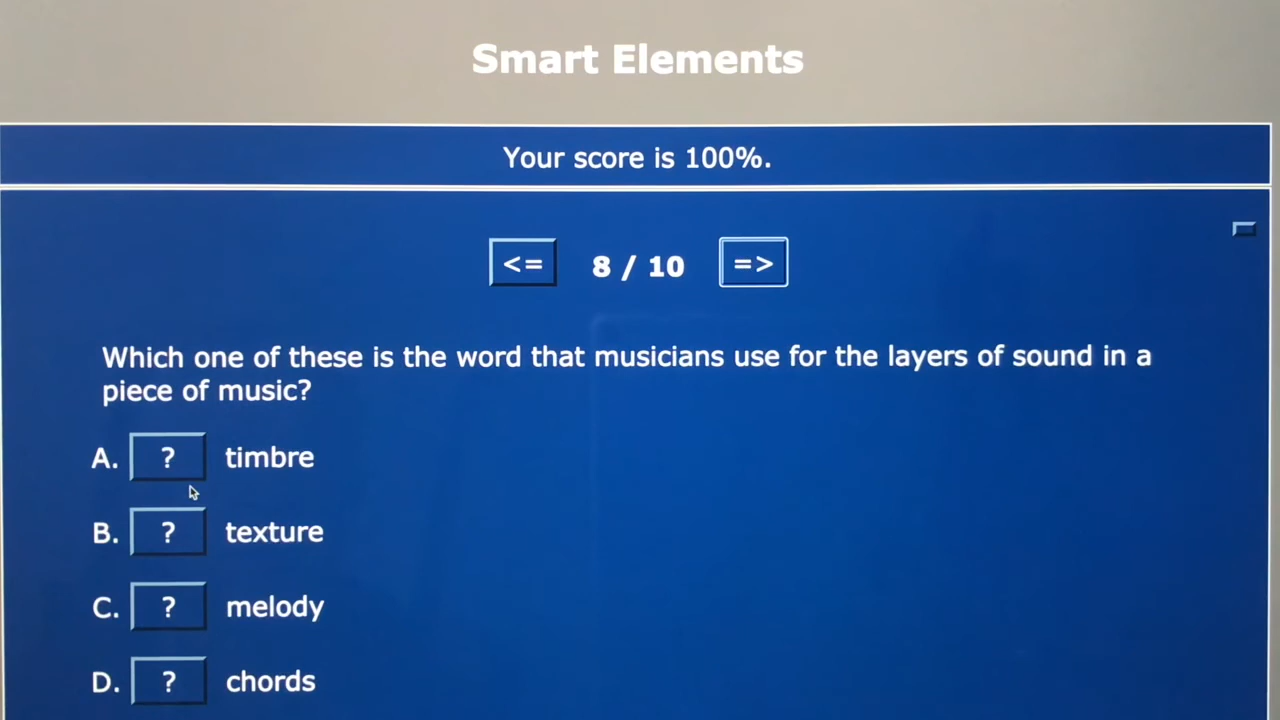 Smart Elements
Your score is 100%.
<= 8 / 10 =>
Which one of these is the word that musicians use for the layers of sound in a
piece of music?
A. ? timbre
B. ? texture
C. ? melody
D. ? chords